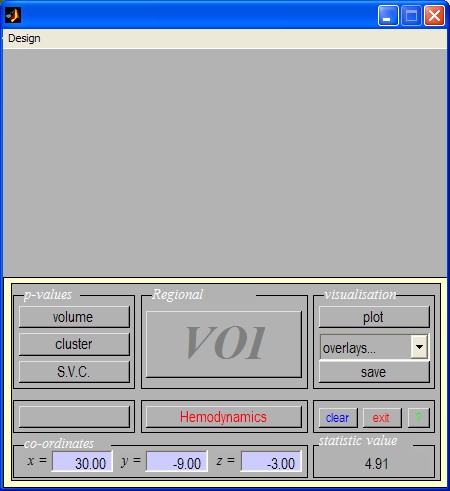 Design
p-values
Regional
visualisation
volume
VOI
plot
cluster
overlays...
S.V.C.
save
Hemodynamics
clear
exit
?
co-ordinates
statistic value
x = 30.00 y = -9.00 z = -3.00
4.91